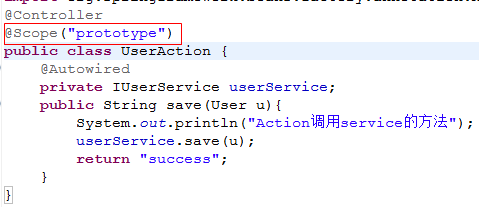 @Controller
@Scope("prototype")
public class UserAction {
@Autowired
private IUserService userService;
public String save(User u){
System.out.println("Action调用service的方法");
userService.save(u);
return "success";
}
}